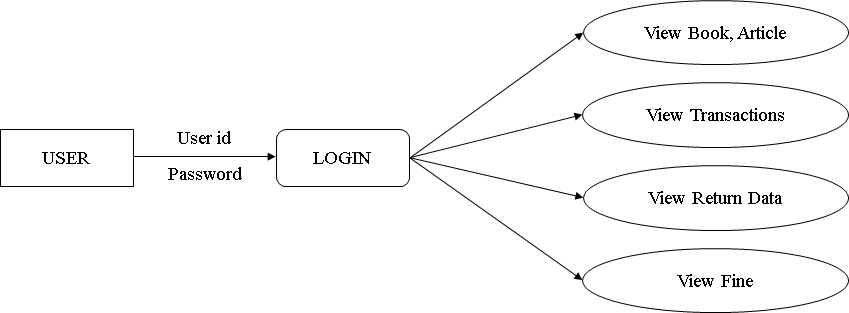 USER
User id
Password
LOGIN
View Book, Article
View Transactions
View Return Data
View Fine